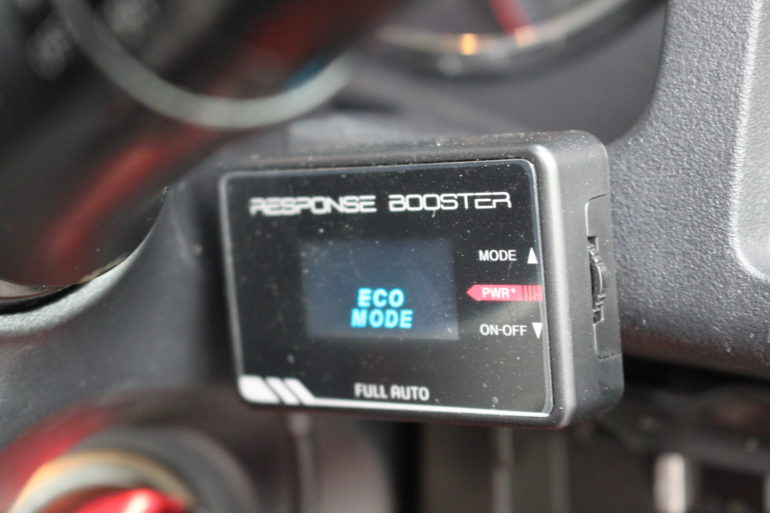 RESPONSE BOOSTER
MODE ▲
PWR+
ECO
MODE
ON-OFF ▼
FULL AUTO